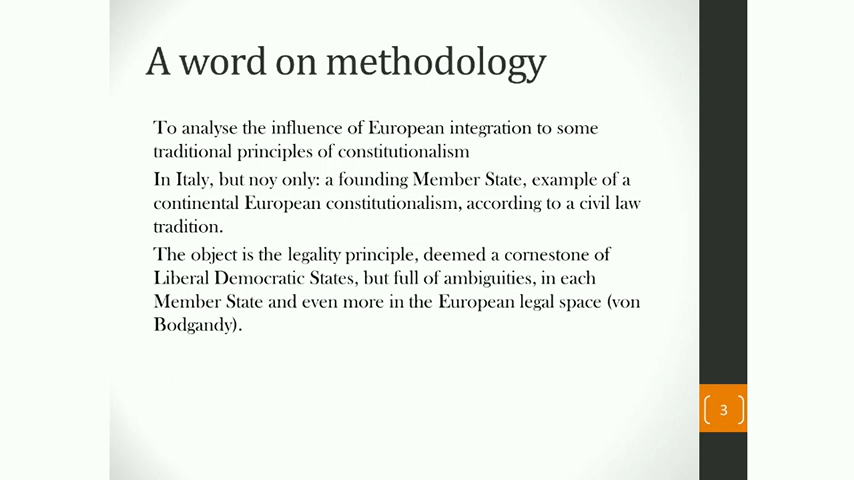 A word on methodology
To analyse the influence of European integration to some
traditional principles of constitutionalism
In Italy, but noy only: a founding Member State, example of a
continental European constitutionalism, according to a civil law
tradition.
The object is the legality principle, deemed a cornestone of
Liberal Democratic States, but full of ambiguities, in each
Member State and even more in the European legal space (von
Bodgandy).
3